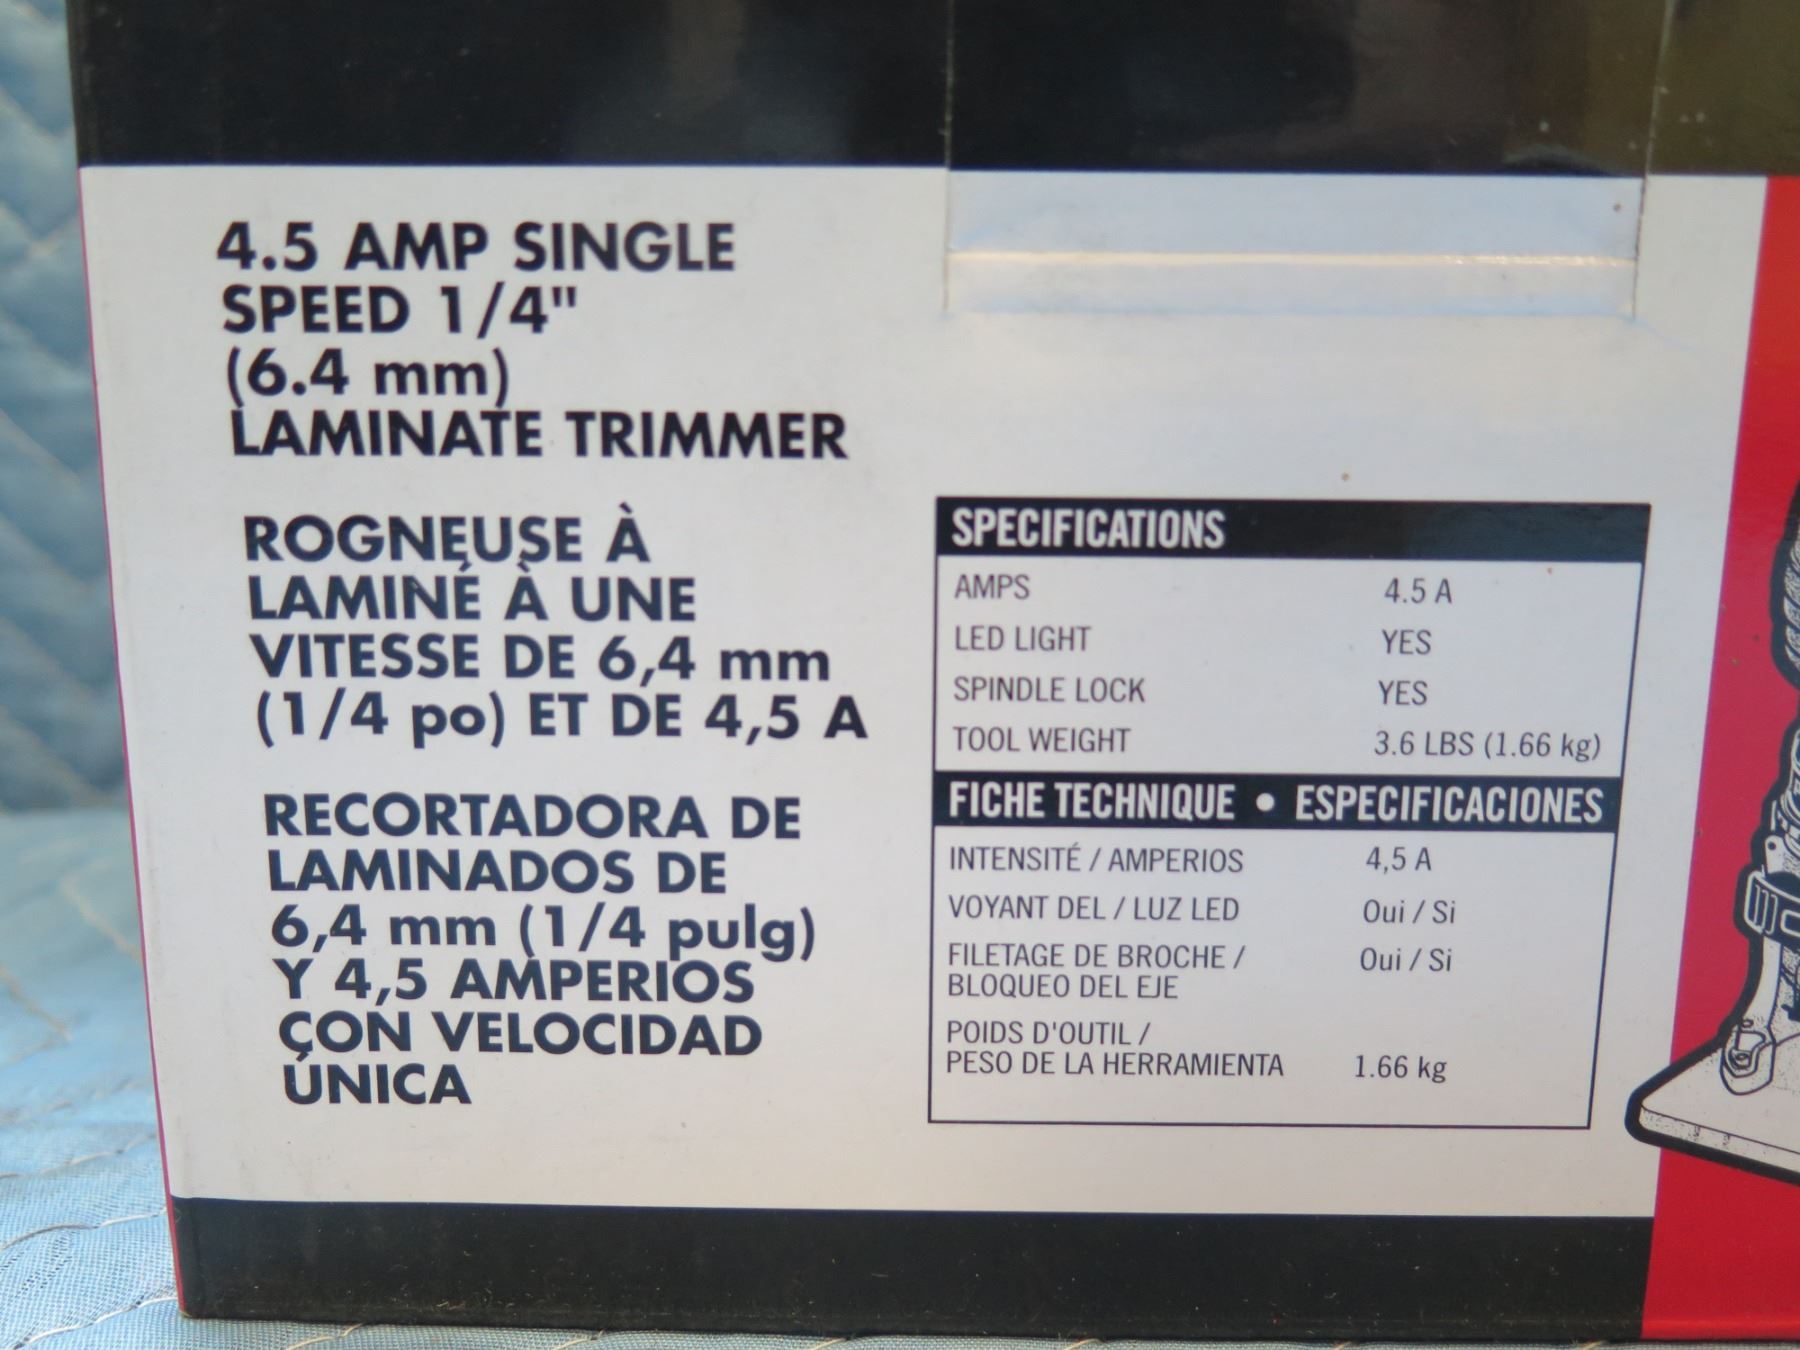 4.5 AMP SINGLE
SPEED 1/4"
(6.4 mm)
LAMINATE TRIMMER
ROGNEUSE À
LAMINÉ À UNE
VITESSE DE 6,4 mm
(1/4 po) ET DE 4,5 A
RECORTADORA DE
LAMINADOS DE
6,4 mm (1/4 pulg)
Y 4,5 AMPERIOS
CON VELOCIDAD
ÚNICA
SPECIFICATIONS
AMPS 4.5 A
LED LIGHT YES
SPINDLE LOCK YES
TOOL WEIGHT 3.6 LBS (1.66 kg)
FICHE TECHNIQUE • ESPECIFICACIONES
INTENSITÉ / AMPERIOS 4,5 A
VOYANT DEL / LUZ LED Oui / Si
FILETAGE DE BROCHE / Oui / Si
BLOQUEO DEL EJE
POIDS D'OUTIL /
PESO DE LA HERRAMIENTA 1.66 kg